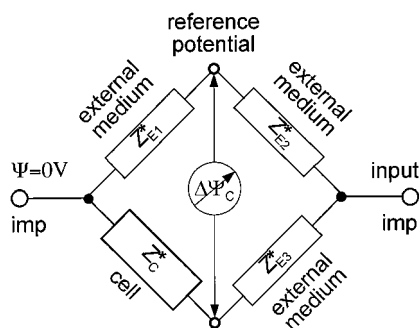 reference
potential
external
medium
Z*E1
external
medium
Z*E2
Ψ=0V
imp
ΔΨC
input
imp
Z*C
cell
Z*E3
external
medium